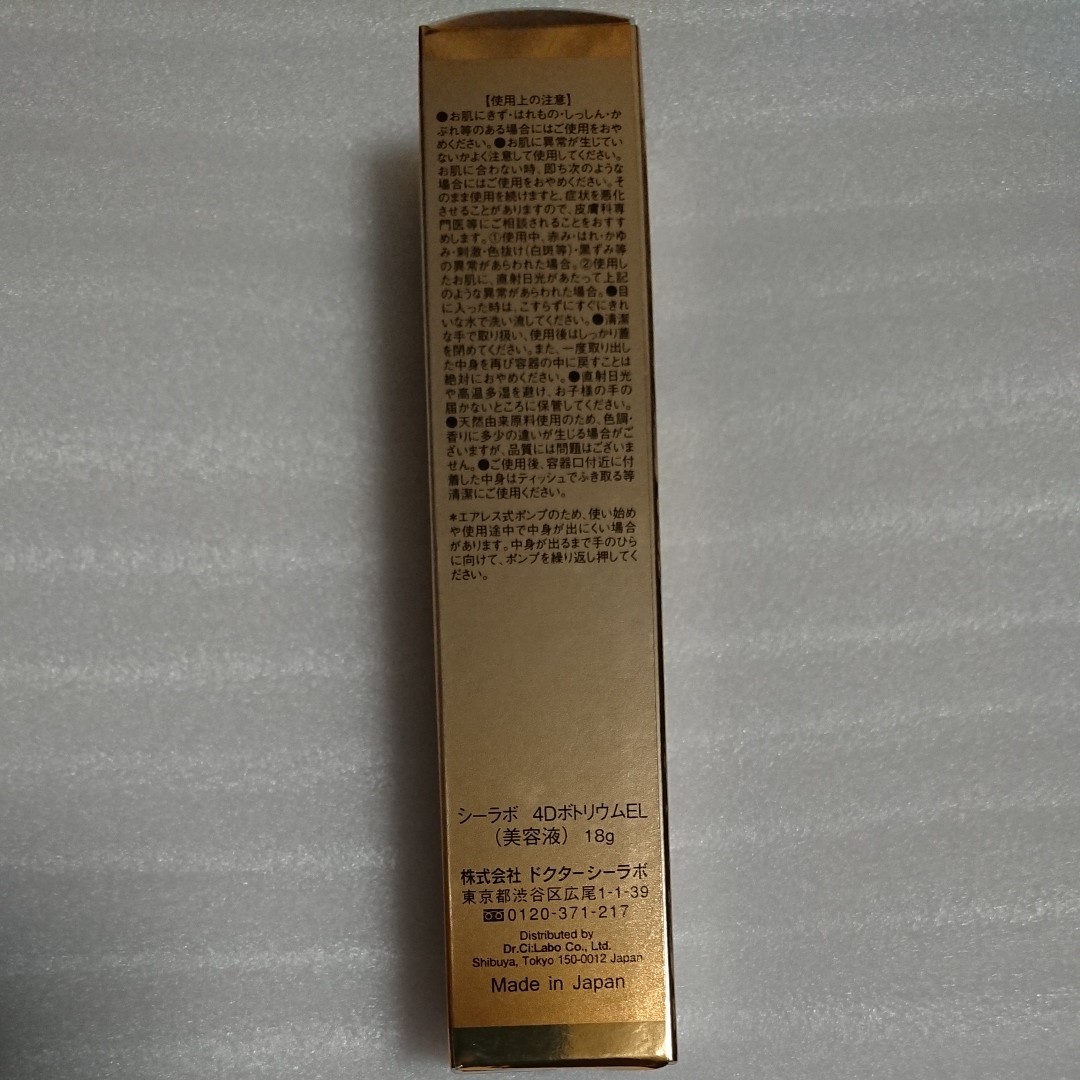 【使用上の注意】
●お肌にきず・はれもの・しっしん・か
ぶれ等のある場合にはご使用をおや
めください。●お肌に異常が生じてい
ないかよく注意して使用してください。
お肌に合わない時、即ち次のような
場合にはご使用をおやめください。そ
のまま使用を続けますと、症状を悪化
させることがありますので、皮膚科専
門医等にご相談されることをおすす
めします。①使用中、赤み・はれ・かゆ
み・刺激・色抜け(白斑等)・黒ずみ等
の異常があらわれた場合。②使用し
たお肌に、直射日光があたって上記
のような異常があらわれた場合。●目
に入った時は、こすらずにすぐにきれ
いな水で洗い流してください。●清潔
な手で取り扱い、使用後はしっかり蓋
を閉めてください。また、一度取り出し
た中身を再び容器の中に戻すことは
絶対におやめください。●直射日光
や高温多湿を避け、お子様の手の
届かないところに保管してください。
●天然由来原料使用のため、色調・
香りに多少の違いが生じる場合がご
ざいますが、品質には問題はございま
せん。●ご使用後、容器口付近に付
着した中身はティッシュでふき取る等
清潔にご使用ください。
*エアレス式ポンプのため、使い始め
や使用途中で中身が出にくい場合
があります。中身が出るまで手のひら
に向けて、ポンプを繰り返し押してく
ださい。
シーラボ 4DボトリウムEL
(美容液) 18g
株式会社 ドクターシーラボ
東京都渋谷区広尾1-1-39
0120-371-217
Distributed by
Dr.Ci:Labo Co., Ltd.
Shibuya, Tokyo 150-0012 Japan
Made in Japan